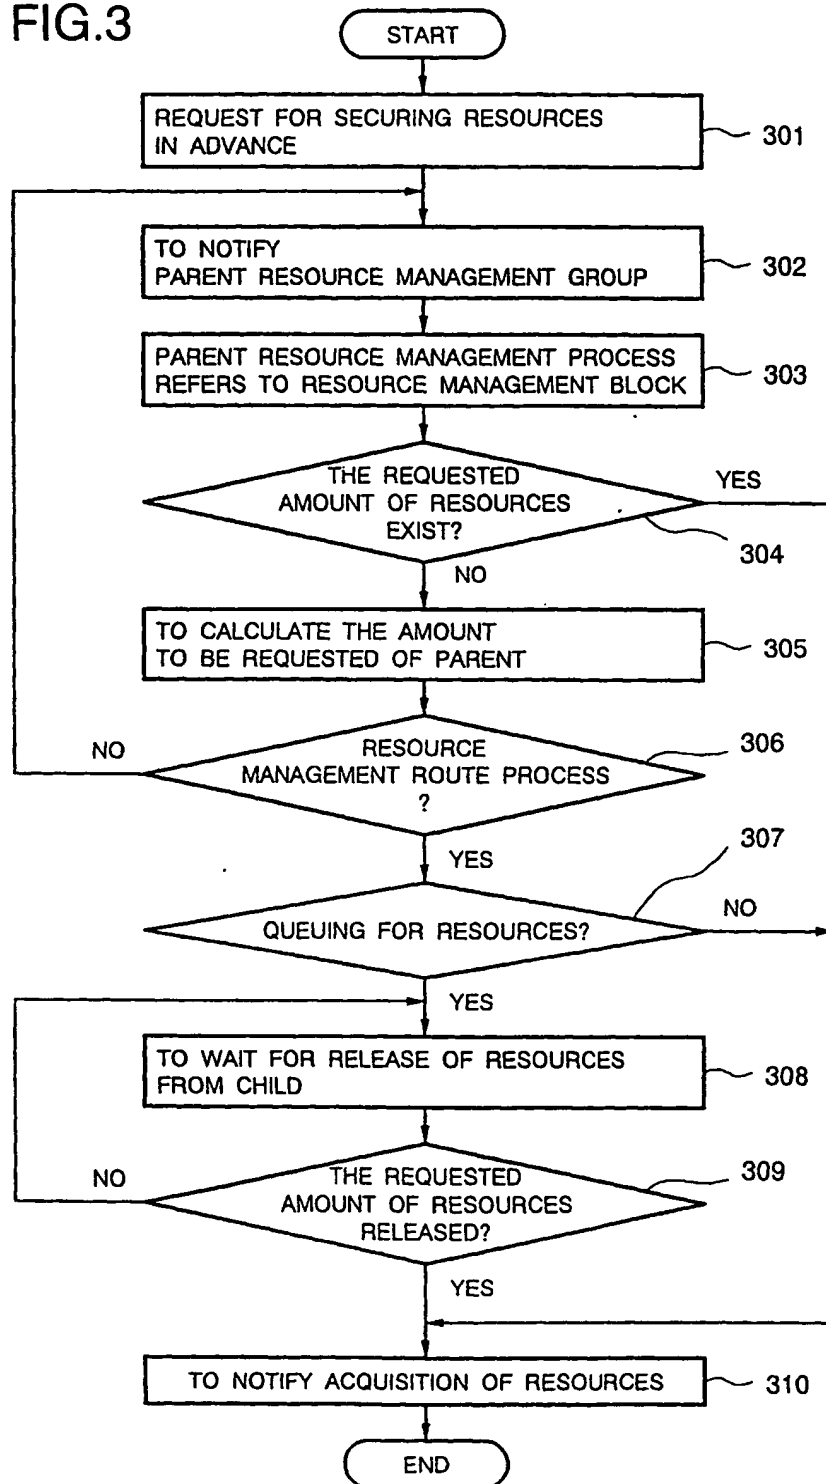 FIG.3
START
REQUEST FOR SECURING RESOURCES
IN ADVANCE
301
TO NOTIFY
PARENT RESOURCE MANAGEMENT GROUP
302
PARENT RESOURCE MANAGEMENT PROCESS
REFERS TO RESOURCE MANAGEMENT BLOCK
303
THE REQUESTED
AMOUNT OF RESOURCES
EXIST?
YES
304
NO
TO CALCULATE THE AMOUNT
TO BE REQUESTED OF PARENT
305
NO
RESOURCE
MANAGEMENT ROUTE PROCESS
?
306
YES
307
QUEUING FOR RESOURCES?
NO
YES
TO WAIT FOR RELEASE OF RESOURCES
FROM CHILD
308
NO
THE REQUESTED
AMOUNT OF RESOURCES
RELEASED?
309
YES
TO NOTIFY ACQUISITION OF RESOURCES
310
END